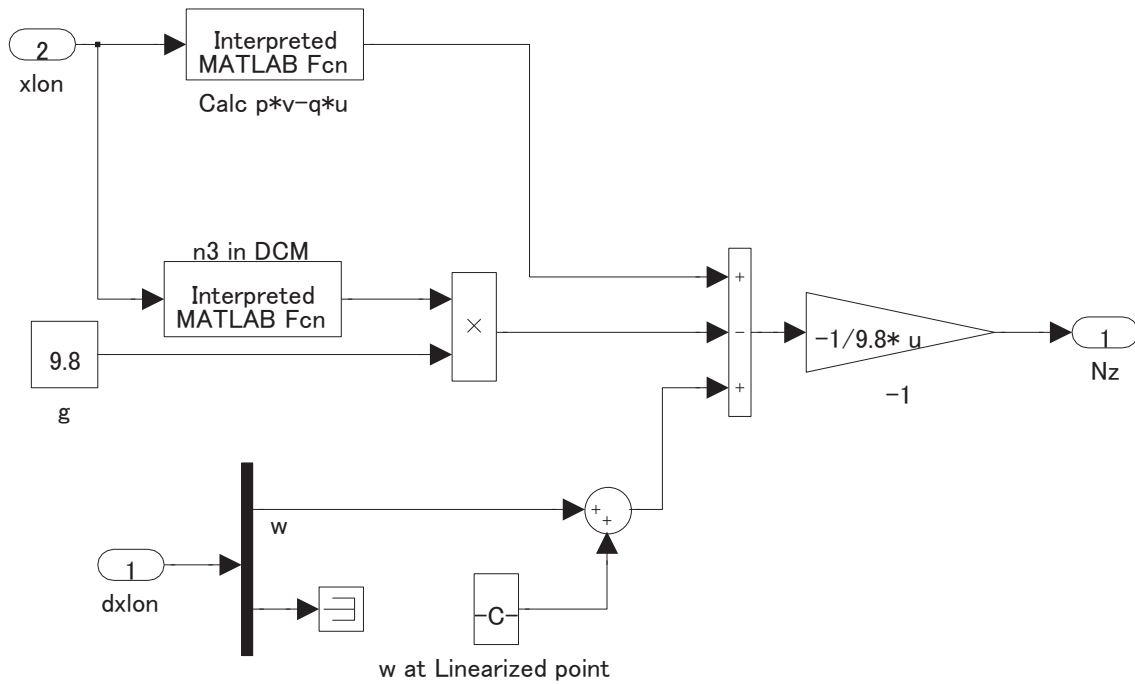 2
xlon
Interpreted
MATLAB Fcn
Calc p*v-q*u
n3 in DCM
Interpreted
MATLAB Fcn
×
9.8
g
+
-
+
-1/9.8* u
-1
1
Nz
w
+
+
1
dxlon
-C-
w at Linearized point